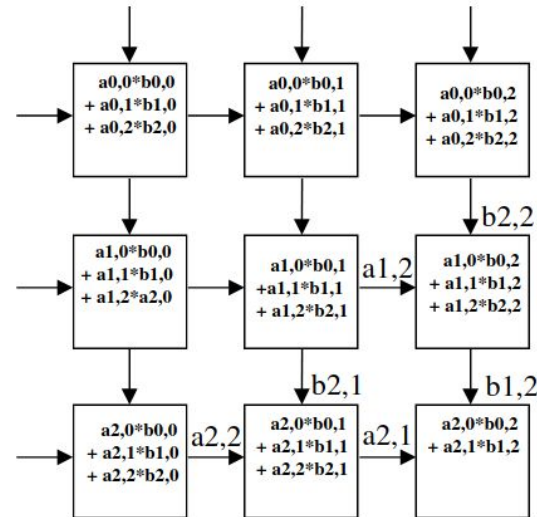 a0,0*b0,0
+ a0,1*b1,0
+ a0,2*b2,0
a0,0*b0,1
+ a0,1*b1,1
+ a0,2*b2,1
a0,0*b0,2
+ a0,1*b1,2
+ a0,2*b2,2
b2,2
a1,0*b0,0
+ a1,1*b1,0
+ a1,2*a2,0
a1,0*b0,1
+a1,1*b1,1
+ a1,2*b2,1
a1,2
a1,0*b0,2
+ a1,1*b1,2
+ a1,2*b2,2
b2,1
b1,2
a2,0*b0,0
+ a2,1*b1,0
+ a2,2*b2,0
a2,2
a2,0*b0,1
+ a2,1*b1,1
+ a2,2*b2,1
a2,1
a2,0*b0,2
+ a2,1*b1,2